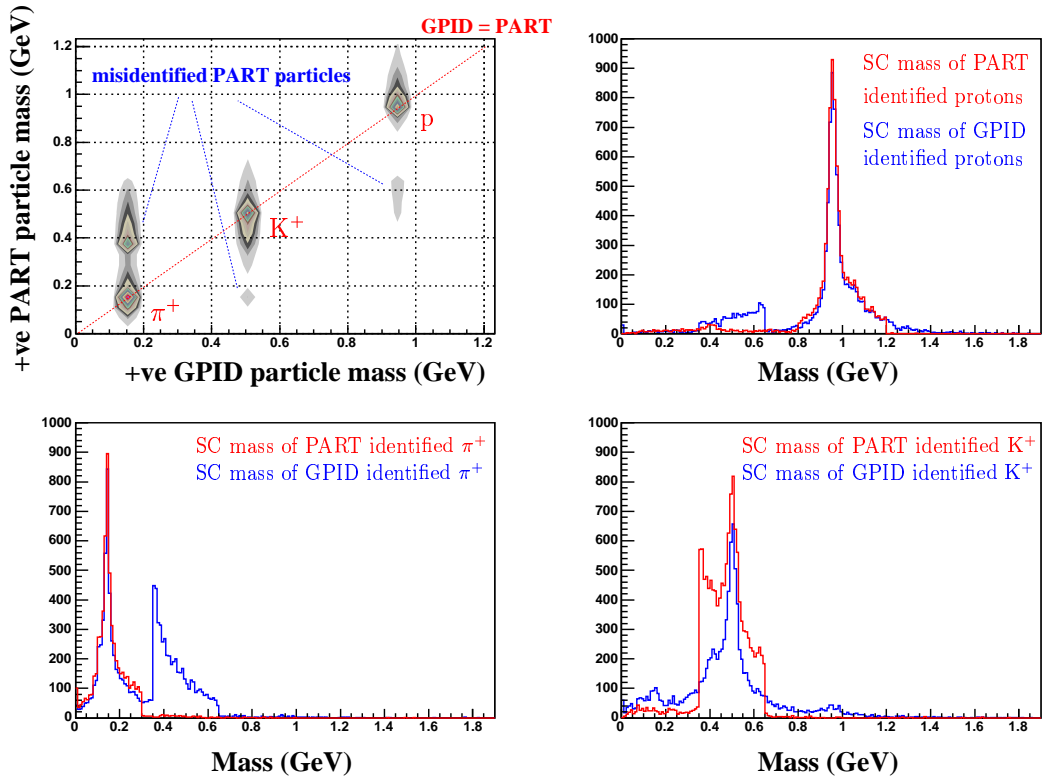 GPID = PART
+ve PART particle mass (GeV)
1.2
1
0.8
0.6
0.4
0.2
0
misidentified PART particles
p
K+
π+
0 0.2 0.4 0.6 0.8 1 1.2
+ve GPID particle mass (GeV)
1000
900
800
700
600
500
400
300
200
100
0
SC mass of PART
identified protons
SC mass of GPID
identified protons
0 0.2 0.4 0.6 0.8 1 1.2 1.4 1.6 1.8
Mass (GeV)
1000
900
800
700
600
500
400
300
200
100
0
SC mass of PART identified π+
SC mass of GPID identified π+
0 0.2 0.4 0.6 0.8 1 1.2 1.4 1.6 1.8
Mass (GeV)
1000
900
800
700
600
500
400
300
200
100
0
SC mass of PART identified K+
SC mass of GPID identified K+
0 0.2 0.4 0.6 0.8 1 1.2 1.4 1.6 1.8
Mass (GeV)